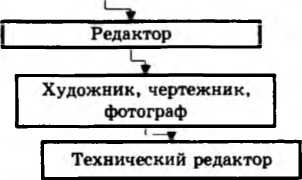 Редактор
Художник, чертежник,
фотограф
Технический редактор